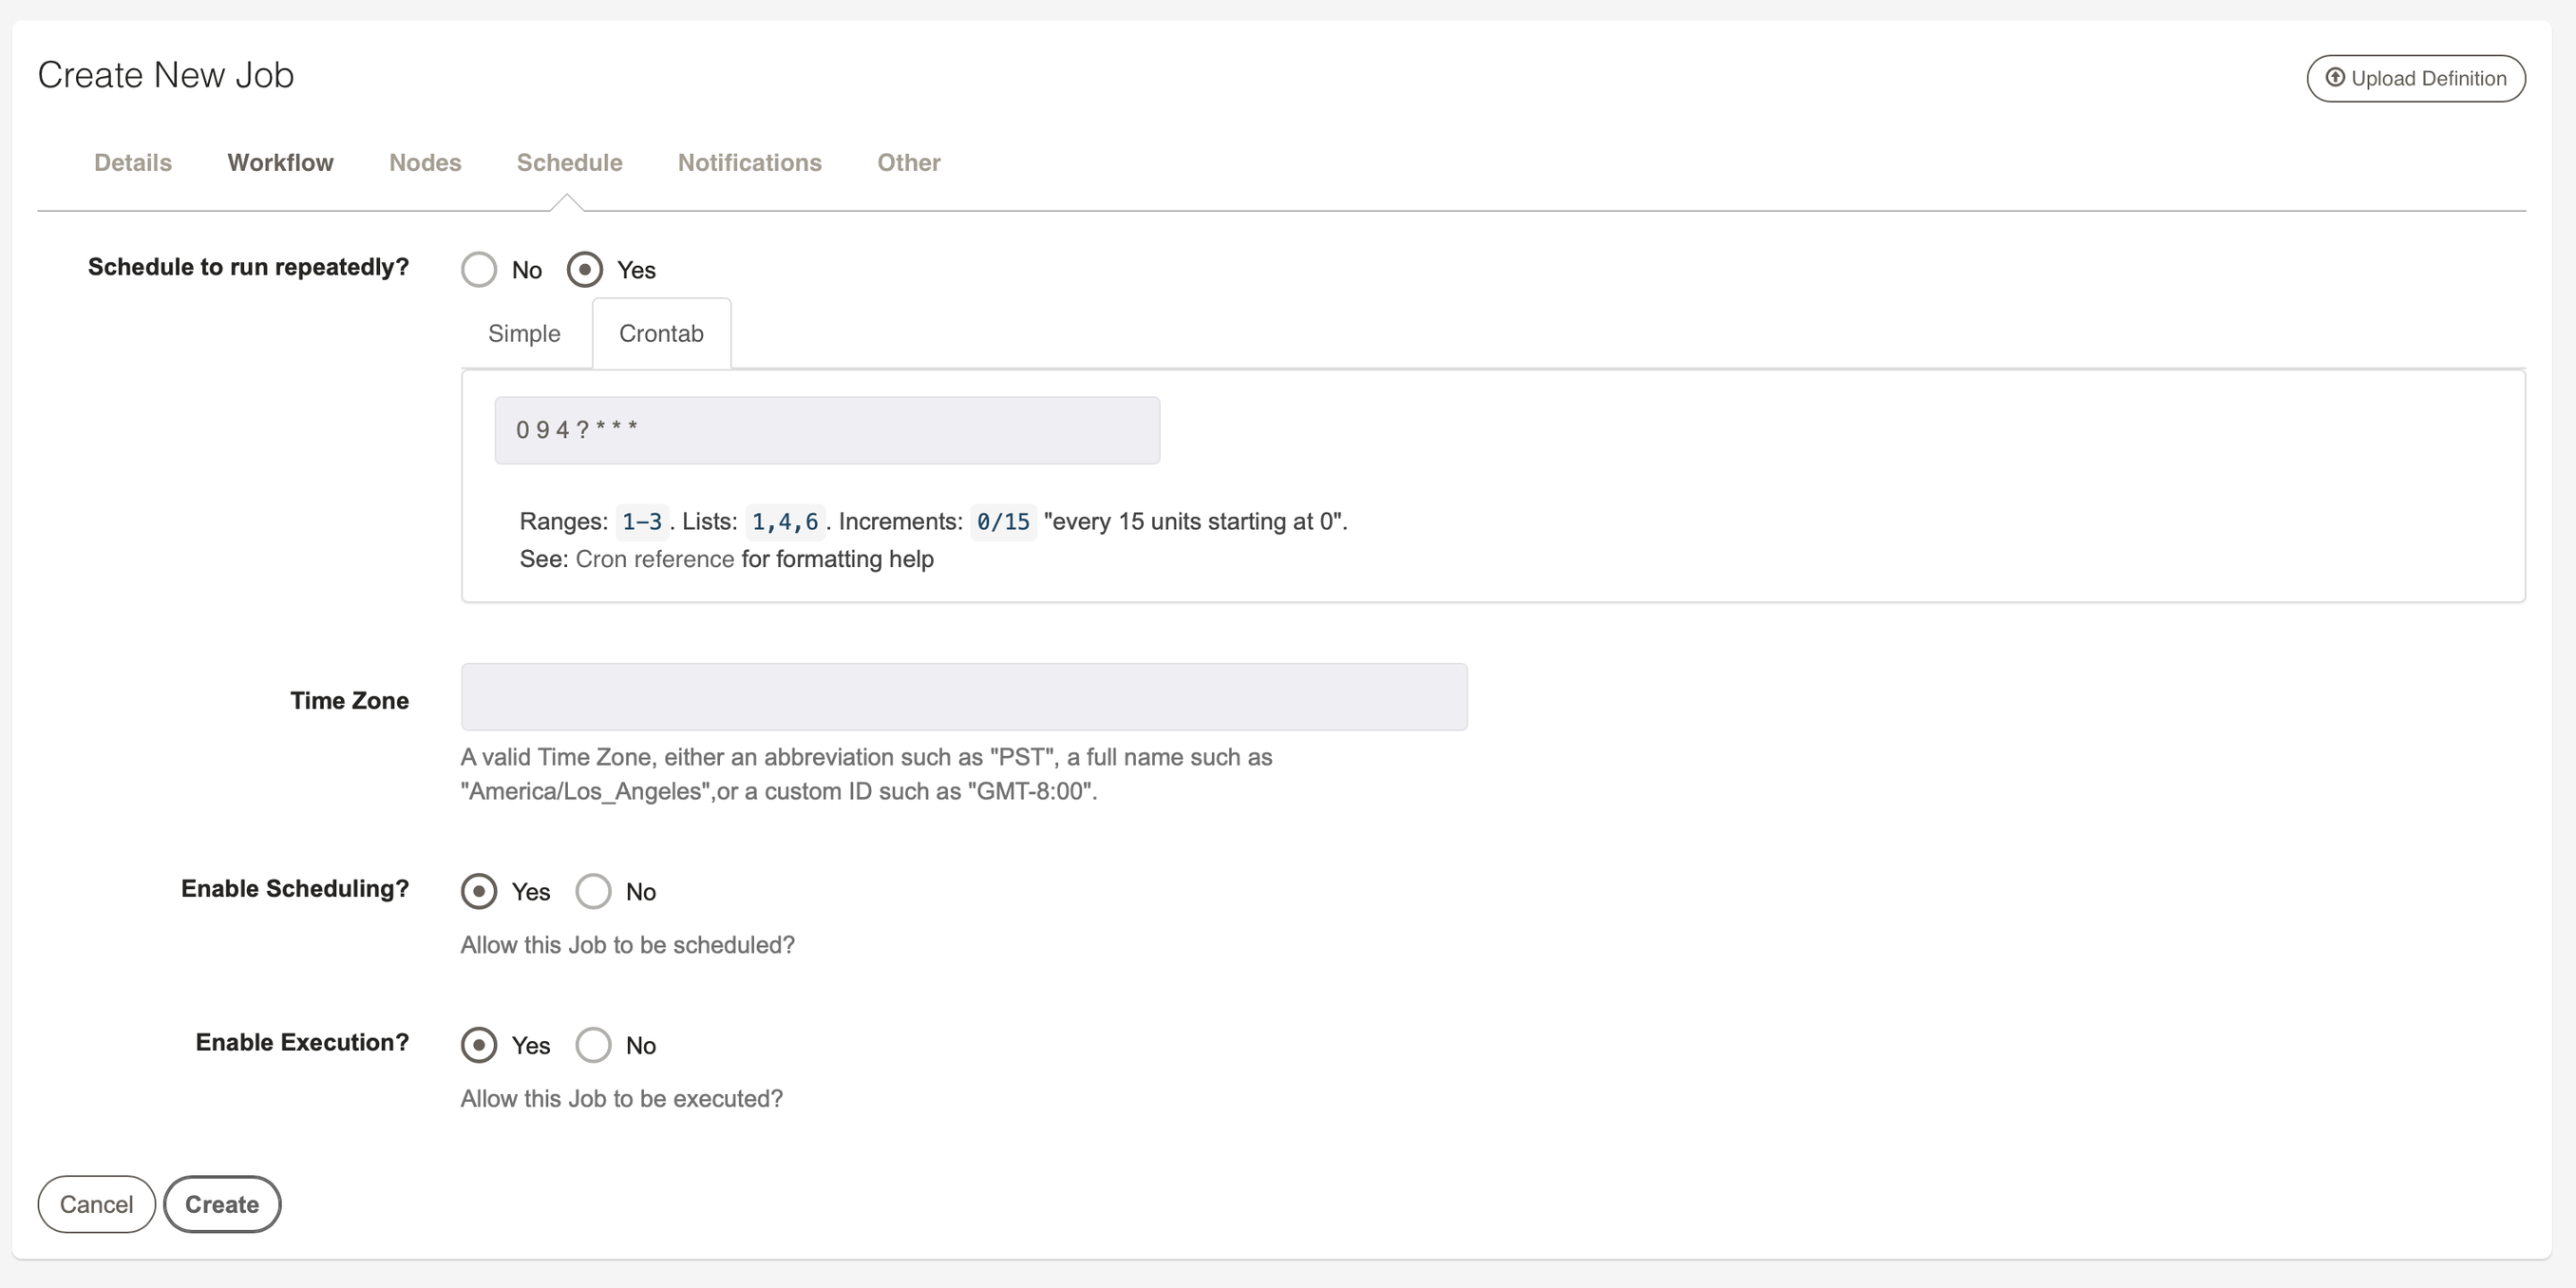 Create New Job
Upload Definition
Details Workflow Nodes Schedule Notifications Other
Schedule to run repeatedly? No Yes
Simple Crontab
0 9 4 ? * * *
Ranges: 1-3 . Lists: 1,4,6 . Increments: 0/15 "every 15 units starting at 0".
See: Cron reference for formatting help
Time Zone
A valid Time Zone, either an abbreviation such as "PST", a full name such as
"America/Los_Angeles",or a custom ID such as "GMT-8:00".
Enable Scheduling? Yes No
Allow this Job to be scheduled?
Enable Execution? Yes No
Allow this Job to be executed?
Cancel Create